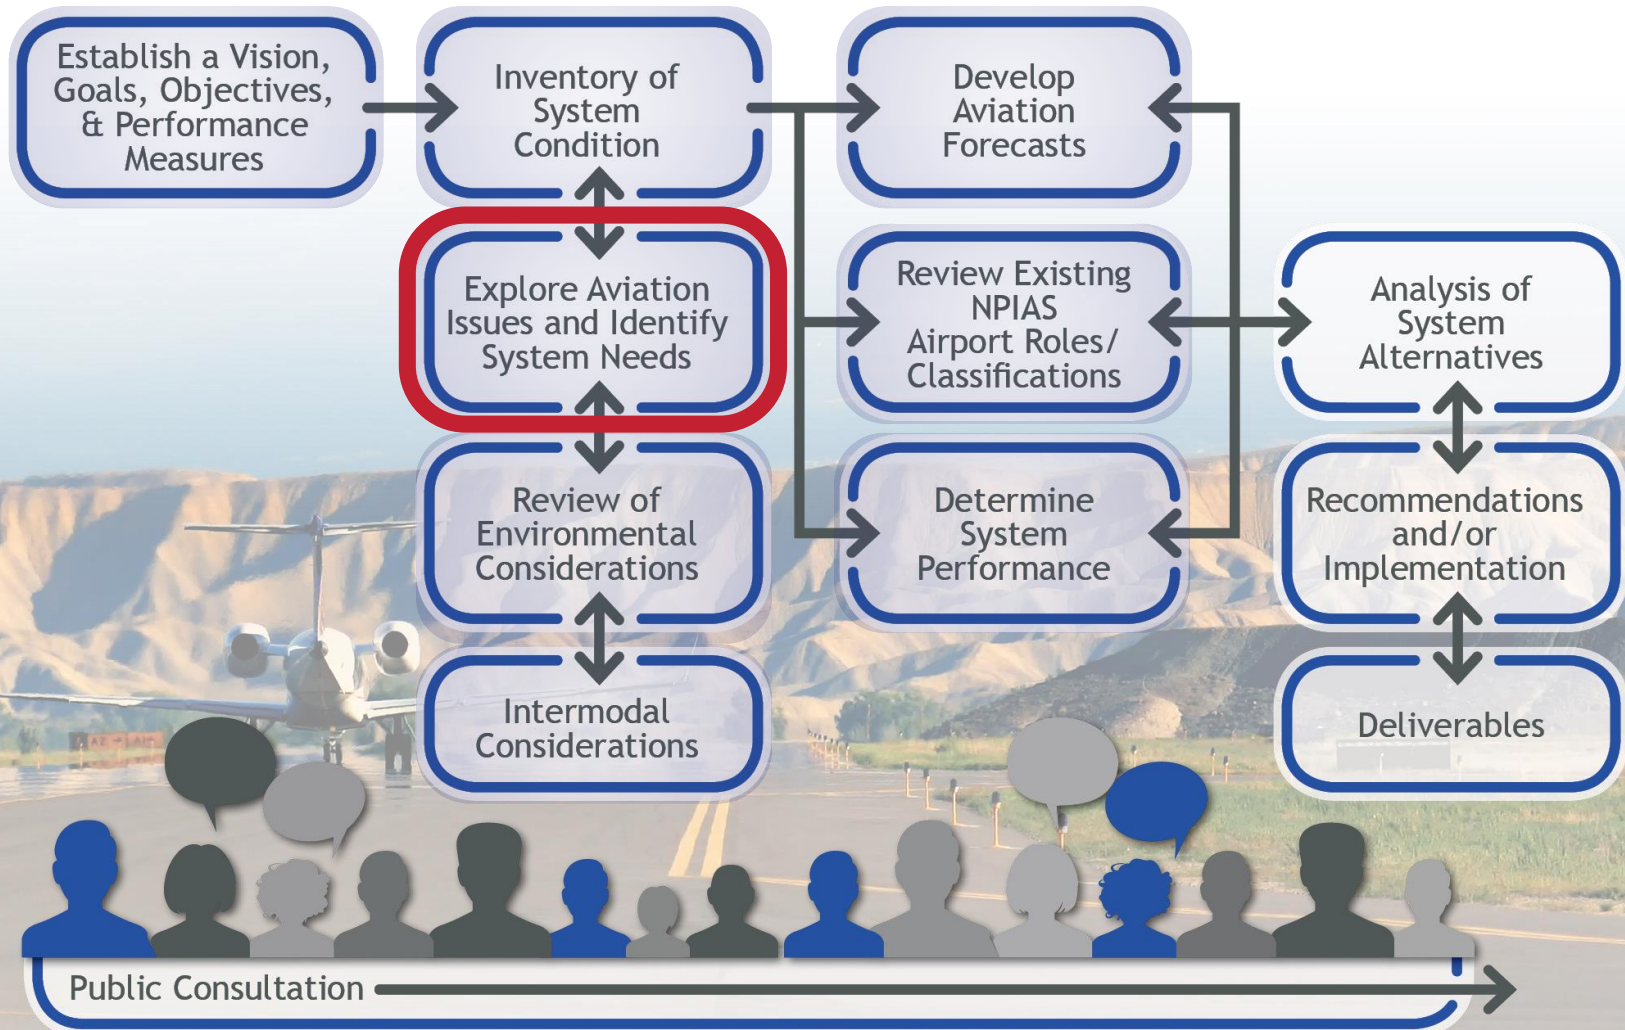 Establish a Vision,
Goals, Objectives,
& Performance
Measures
Inventory of
System
Condition
Develop
Aviation
Forecasts
Explore Aviation
Issues and Identify
System Needs
Review Existing
NPIAS
Airport Roles/
Classifications
Analysis of
System
Alternatives
Review of
Environmental
Considerations
Determine
System
Performance
Recommendations
and/or
Implementation
Intermodal
Considerations
Deliverables
Public Consultation